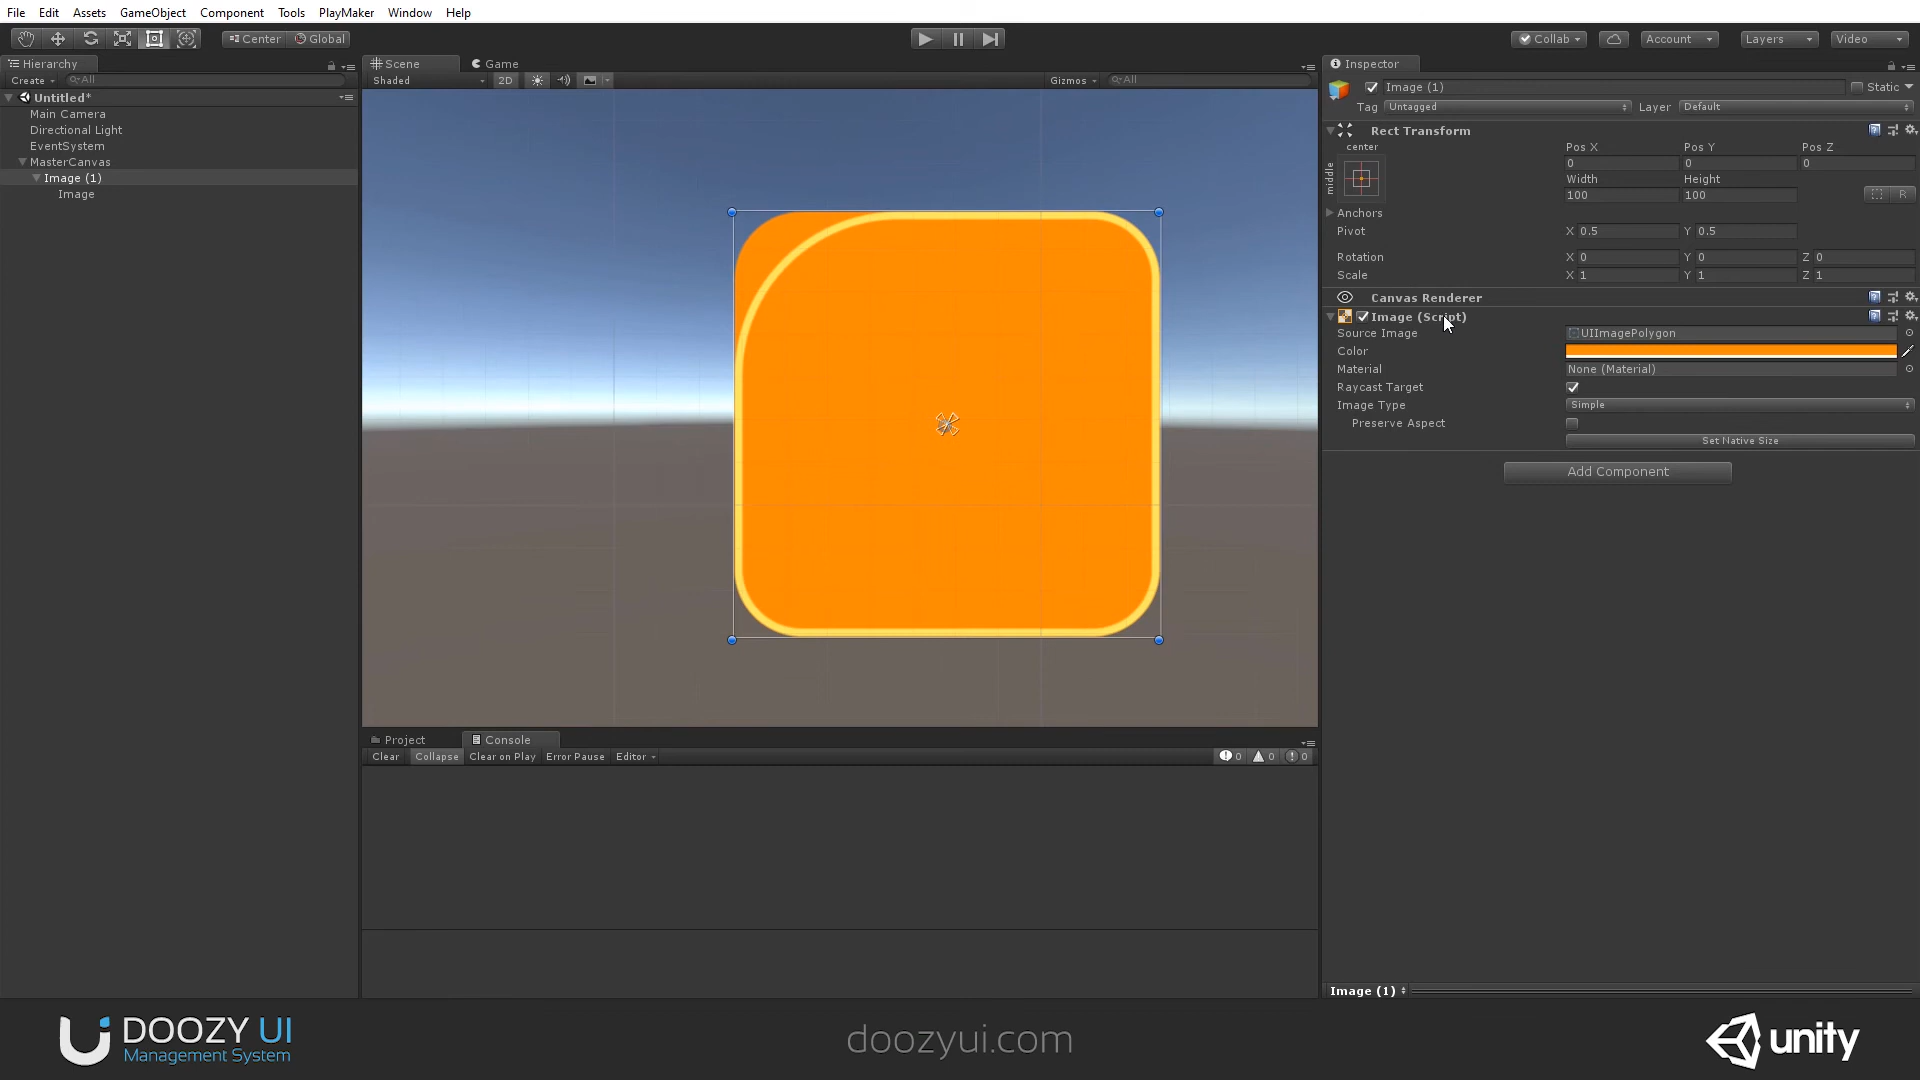 File Edit Assets GameObject Component Tools PlayMaker Window Help
Center Global
Collab Account Layers Video
Hierarchy
Create All
Untitled*
Main Camera
Directional Light
EventSystem
MasterCanvas
Image (1)
Image
Scene Game
Shaded 2D Gizmos All
Project Console
Clear Collapse Clear on Play Error Pause Editor 0 0 0
Inspector
Image (1) Static
Tag Untagged Layer Default
Rect Transform
center
middle
Pos X Pos Y Pos Z
0 0 0
Width Height
100 100 R
Anchors
Pivot X 0.5 Y 0.5
Rotation X 0 Y 0 Z 0
Scale X 1 Y 1 Z 1
Canvas Renderer
Image (Script)
Source Image UIImagePolygon
Color
Material None (Material)
Raycast Target
Image Type Simple
Preserve Aspect
Set Native Size
Add Component
Image (1)
DOOZY UI
Management System
doozyui.com
unity